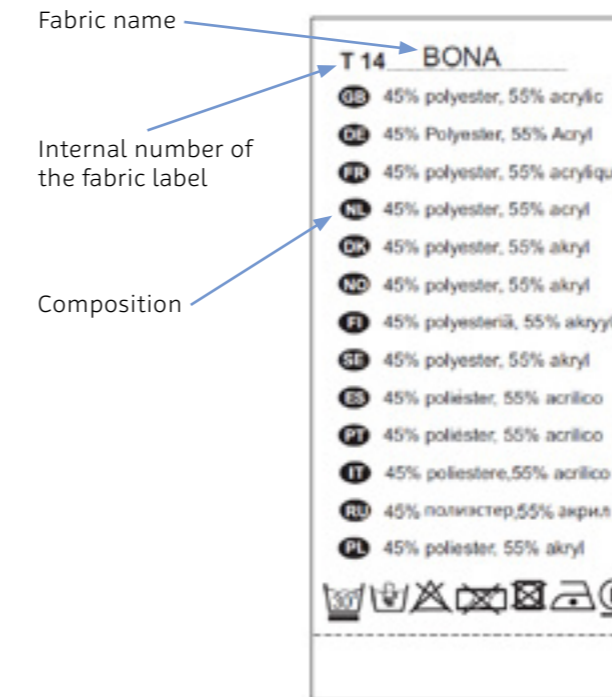 Fabric name
T 14 BONA
GB 45% polyester, 55% acrylic
DE 45% Polyester, 55% Acryl
Internal number of
the fabric label
FR 45% polyester, 55% acryliqu
NL 45% polyester, 55% acryl
DK 45% polyester, 55% akryl
NO 45% polyester, 55% akryl
Composition
FI 45% polyesteriä, 55% akryyl
SE 45% polyester, 55% akryl
ES 45% poliéster, 55% acrílico
PT 45% poliéster, 55% acrílico
IT 45% poliestere,55% acrilico
RU 45% полиэстер,55% акрил
PL 45% poliester, 55% akryl
30°